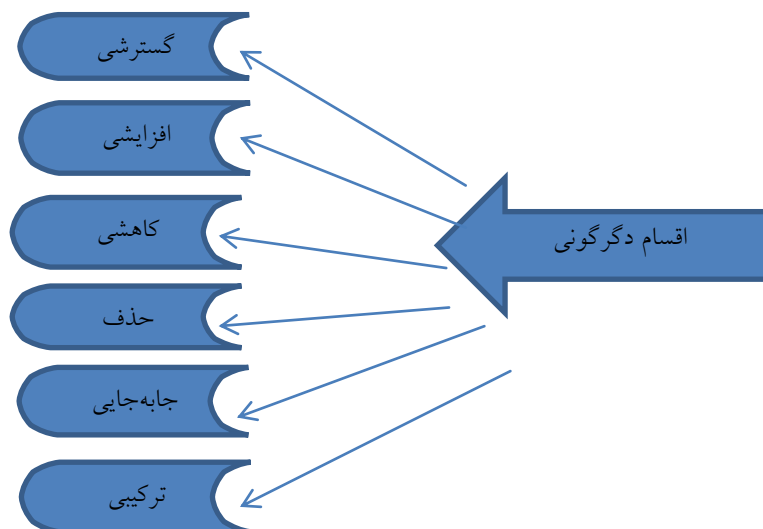 اقسام دگرگونی
گسترشی
افزایشی
کاهشی
حذف
جابه‌جایی
ترکیبی